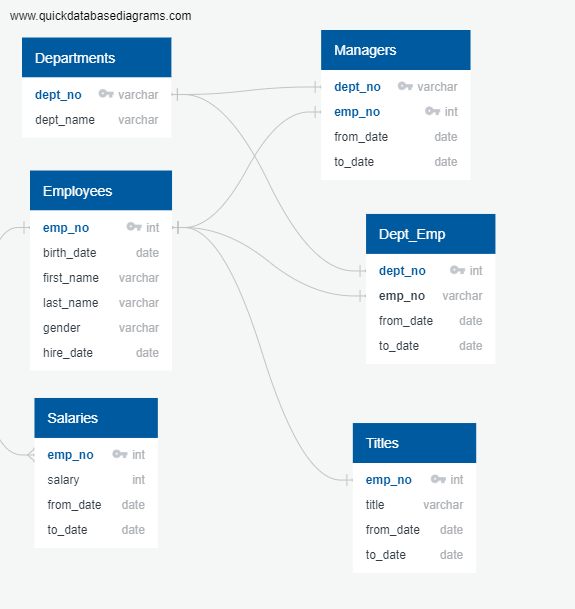 www.quickdatabasediagrams.com
Departments
dept_no varchar
dept_name varchar
Employees
emp_no int
birth_date date
first_name varchar
last_name varchar
gender varchar
hire_date date
Salaries
emp_no int
salary int
from_date date
to_date date
Managers
dept_no varchar
emp_no int
from_date date
to_date date
Dept_Emp
dept_no int
emp_no varchar
from_date date
to_date date
Titles
emp_no int
title varchar
from_date date
to_date date